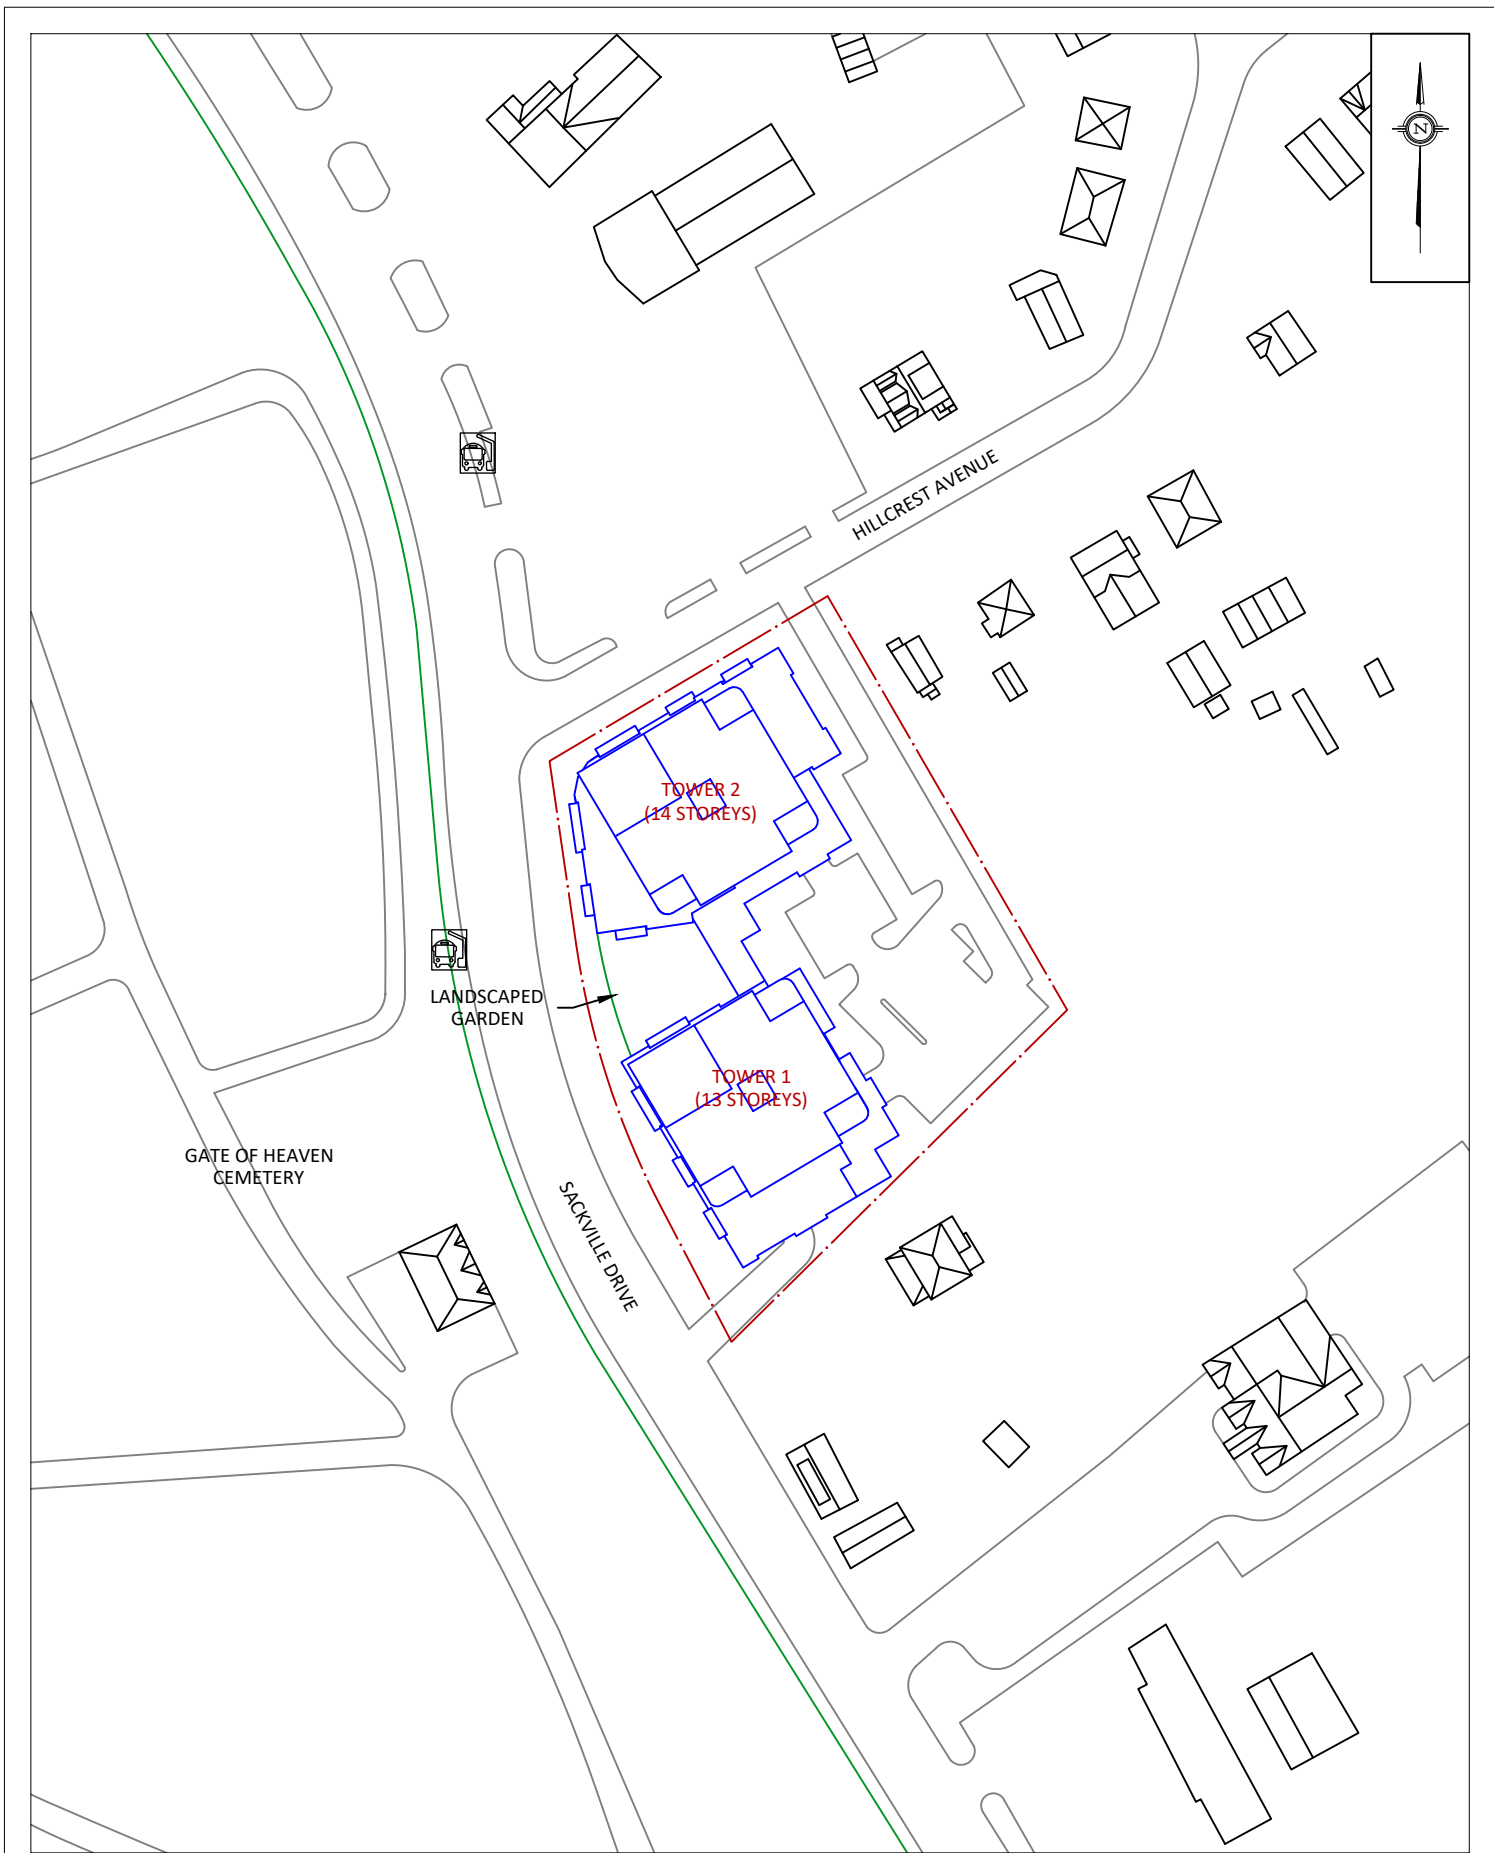 N
HILLCREST AVENUE
TOWER 2
(14 STOREYS)
LANDSCAPED
GARDEN
TOWER 1
(13 STOREYS)
GATE OF HEAVEN
CEMETERY
SACKVILLE DRIVE